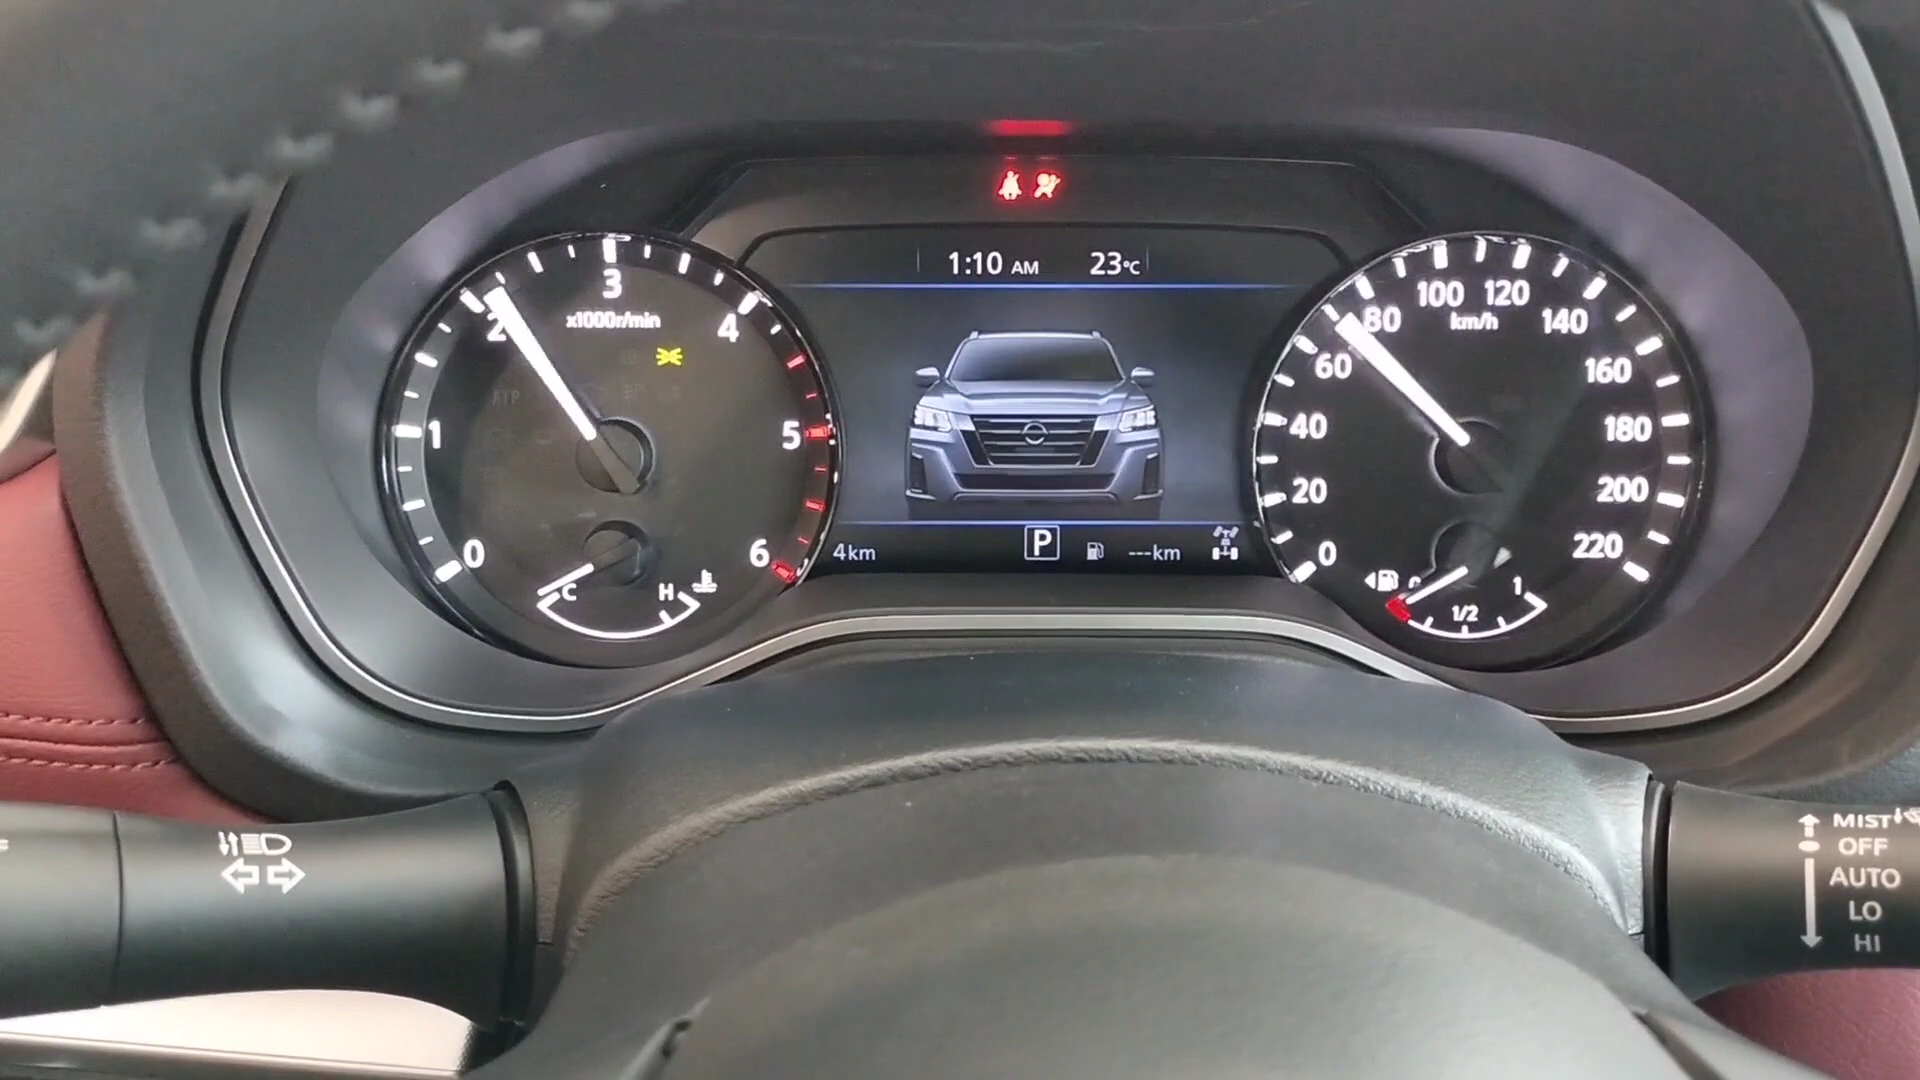 1:10 AM 23°C
3
2 4
x1000r/min
1 5
0 6
C H
100 120
80 140
km/h
60 160
40 180
20 200
0 220
0 1/2 1
4km P ---km
MIST
OFF
AUTO
LO
HI